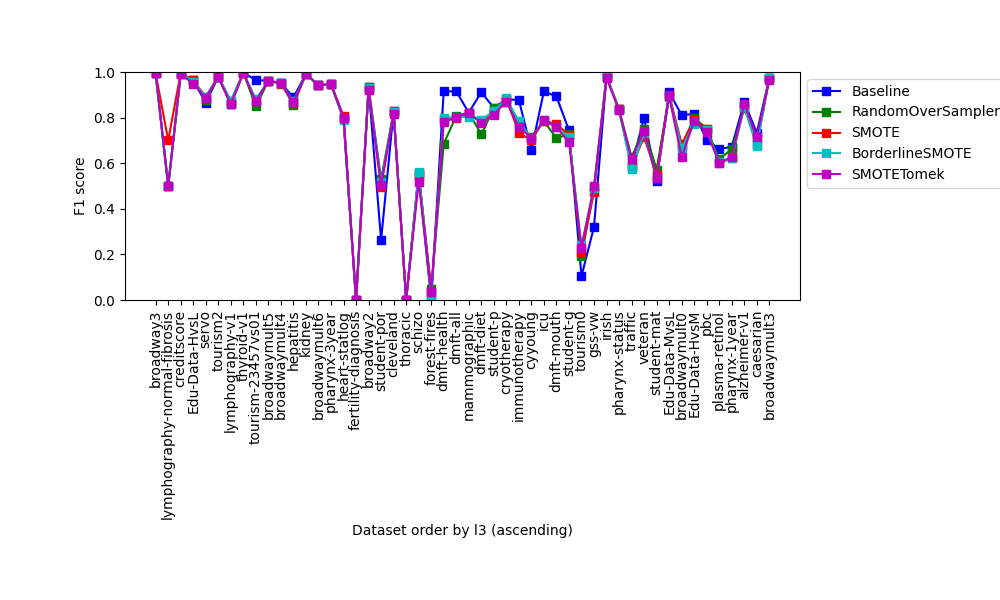 1.0
0.8
0.6
0.4
0.2
0.0
F1 score
Baseline
RandomOverSampler
SMOTE
BorderlineSMOTE
SMOTETomek
broadway3
lymphography-normal-fibrosis
creditscore
Edu-Data-HvsL
servo
tourism2
lymphography-v1
thyroid-v1
tourism-23457vs01
broadwaymult5
broadwaymult4
hepatitis
kidney
broadwaymult6
pharynx-3year
heart-statlog
fertility-diagnosis
broadway2
student-por
cleveland
thoracic
schizo
forest-fires
dmft-health
dmft-all
mammographic
dmft-diet
student-p
cryotherapy
immunotherapy
cyyoung
icu
dmft-mouth
student-g
tourism0
gss-vw
irish
pharynx-status
traffic
veteran
student-mat
Edu-Data-MvsL
broadwaymult0
Edu-Data-HvsM
pbc
plasma-retinol
pharynx-1year
alzheimer-v1
caesarian
broadwaymult3
Dataset order by l3 (ascending)